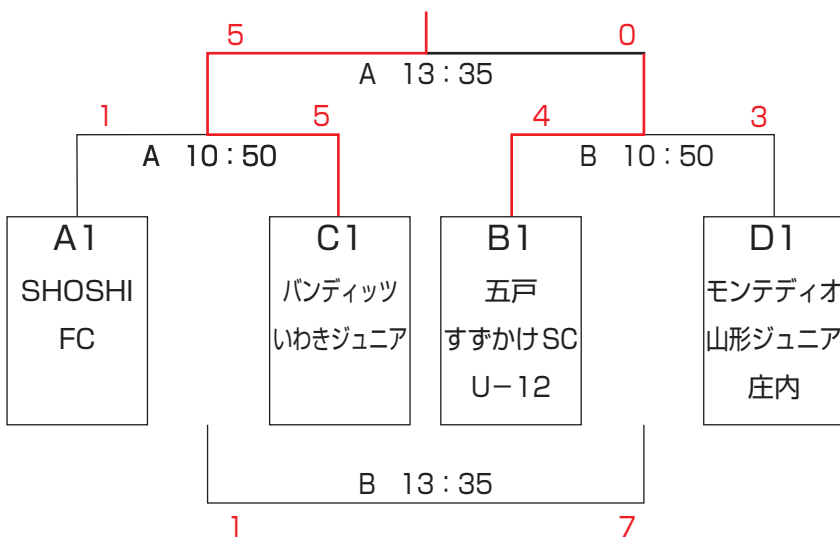 5 0
A 13:35
1 5 4 3
A 10:50 B 10:50
A1
SHOSHI
FC
C1
バンディッツ
いわきジュニア
B1
五戸
すずかけSC
U−12
D1
モンテディオ
山形ジュニア
庄内
B 13:35
1 7